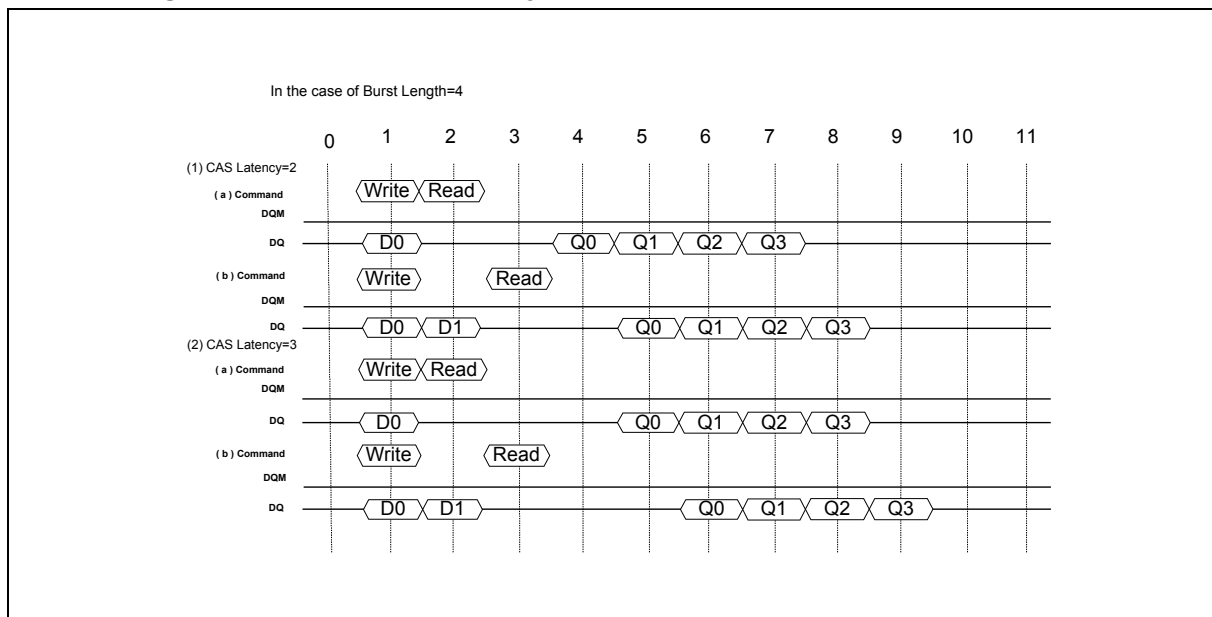 In the case of Burst Length=4
0 1 2 3 4 5 6 7 8 9 10 11
(1) CAS Latency=2
( a ) Command Write Read
DQM
DQ D0 Q0 Q1 Q2 Q3
( b ) Command Write Read
DQM
DQ D0 D1 Q0 Q1 Q2 Q3
(2) CAS Latency=3
( a ) Command Write Read
DQM
DQ D0 Q0 Q1 Q2 Q3
( b ) Command Write Read
DQM
DQ D0 D1 Q0 Q1 Q2 Q3